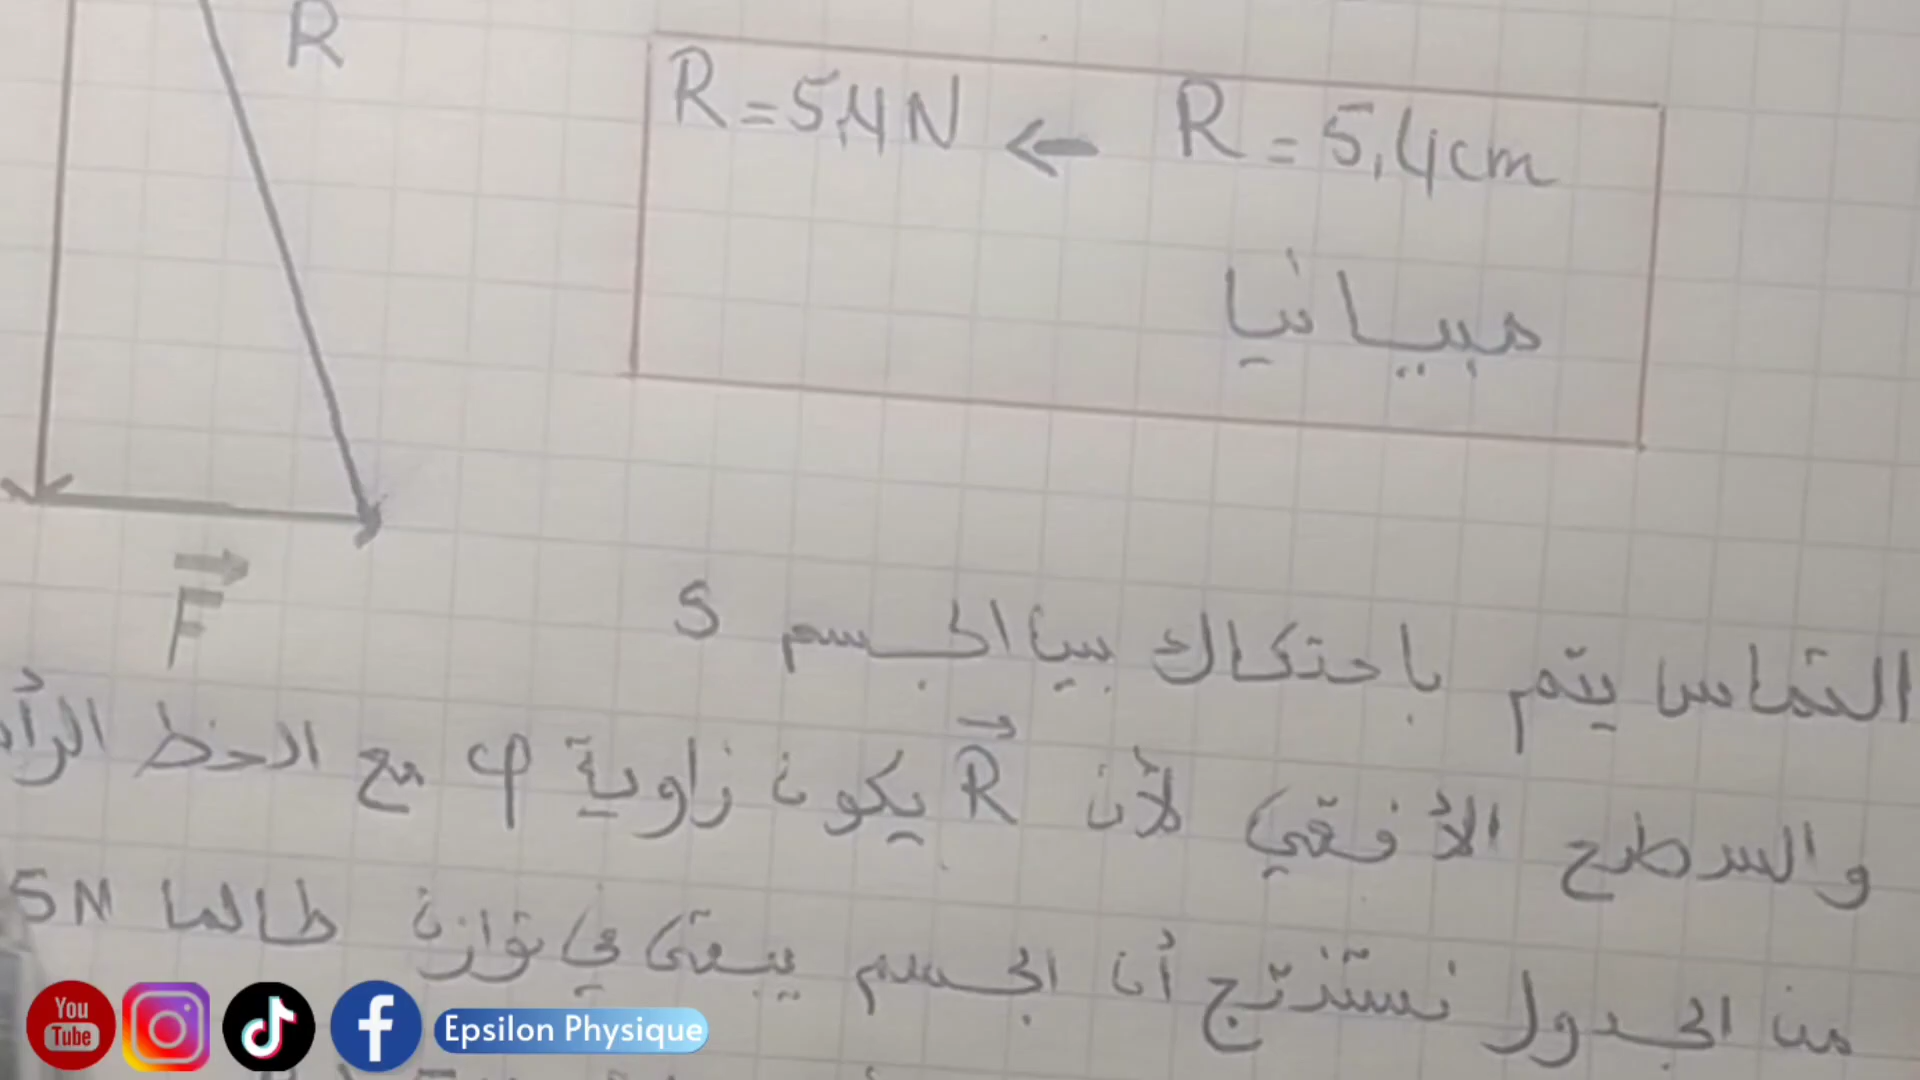 R
R = 5,4 cm ← R = 5,4 N
مبيانيا
F
التماس يتم باحتكاك بين الجسم S
والسطح الأفقي لأن R يكون زاوية φ مع الخط
من الجدول نستنتج أن الجسم يبقى في توازن طالما 5N
You Tube
Epsilon Physique